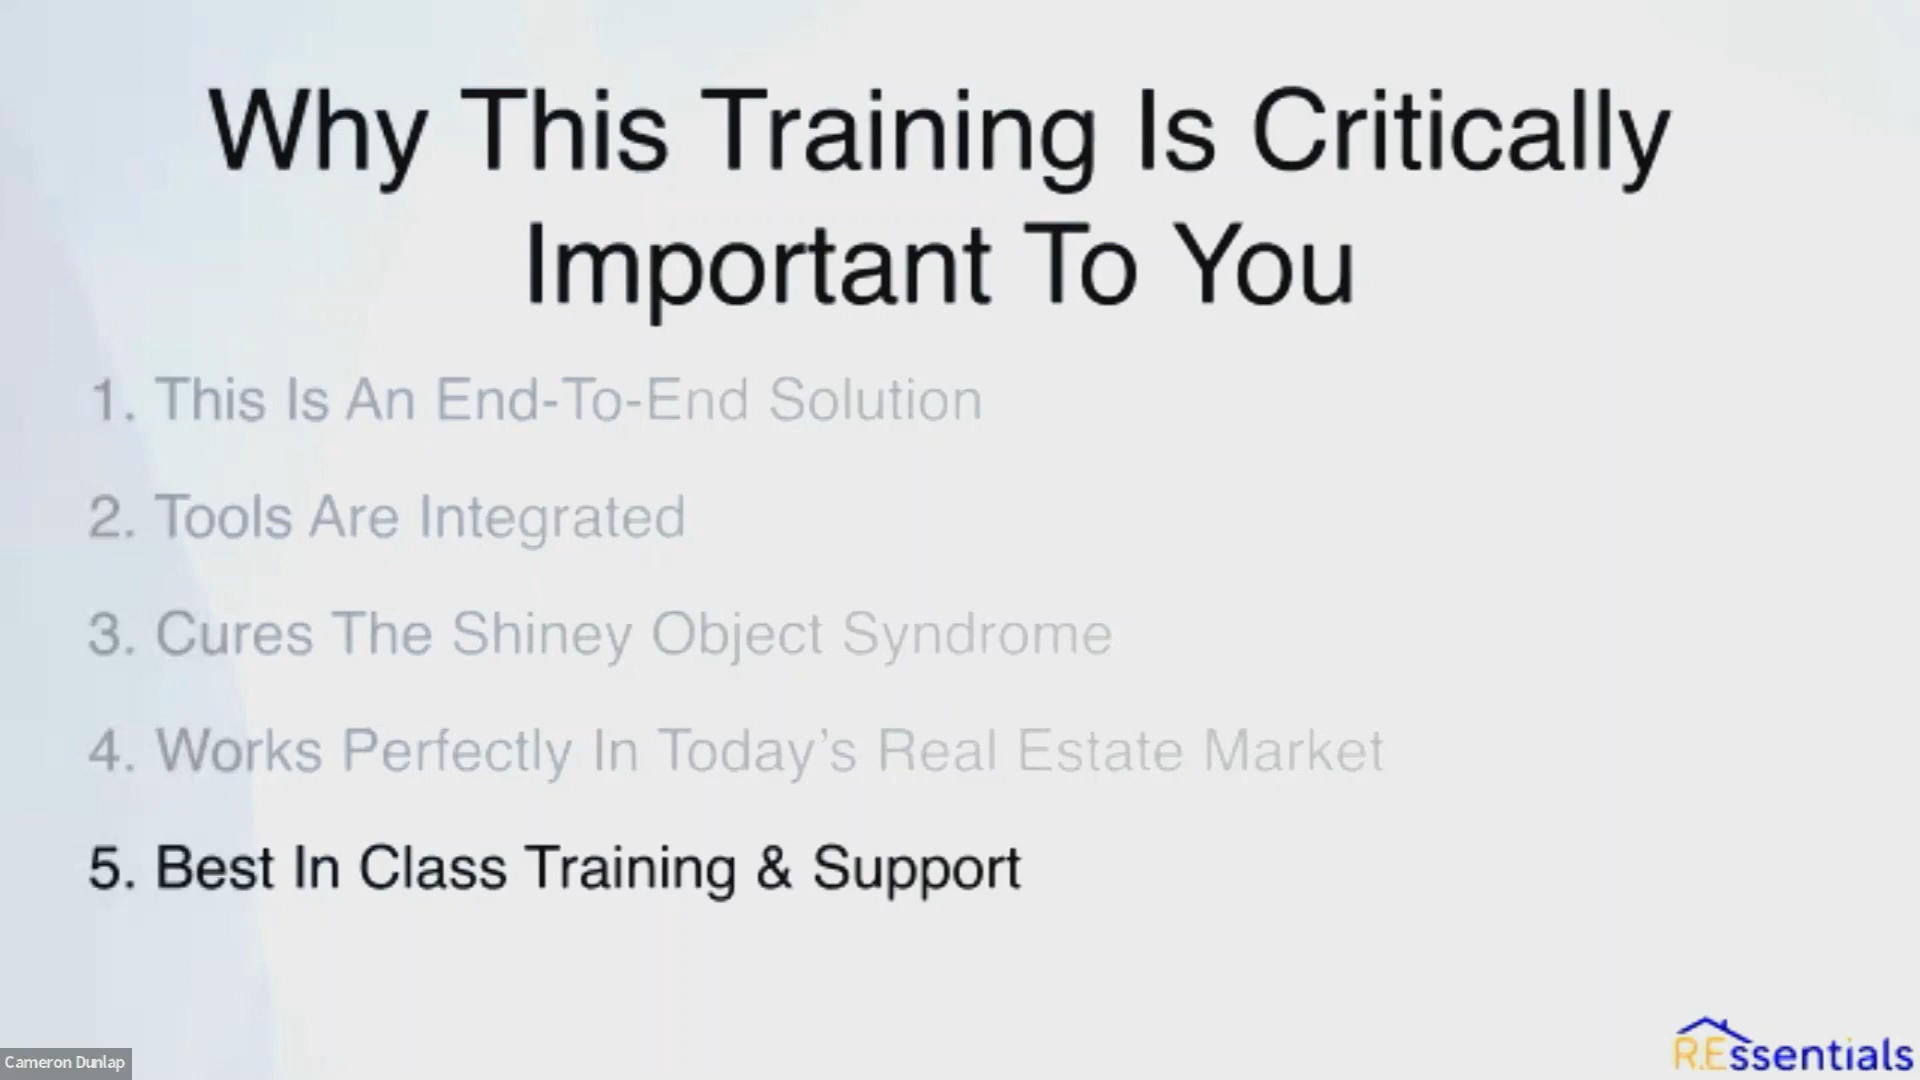 Why This Training Is Critically
Important To You
1. This Is An End-To-End Solution
2. Tools Are Integrated
3. Cures The Shiney Object Syndrome
4. Works Perfectly In Today’s Real Estate Market
5. Best In Class Training & Support
Cameron Dunlap
R.Essentials